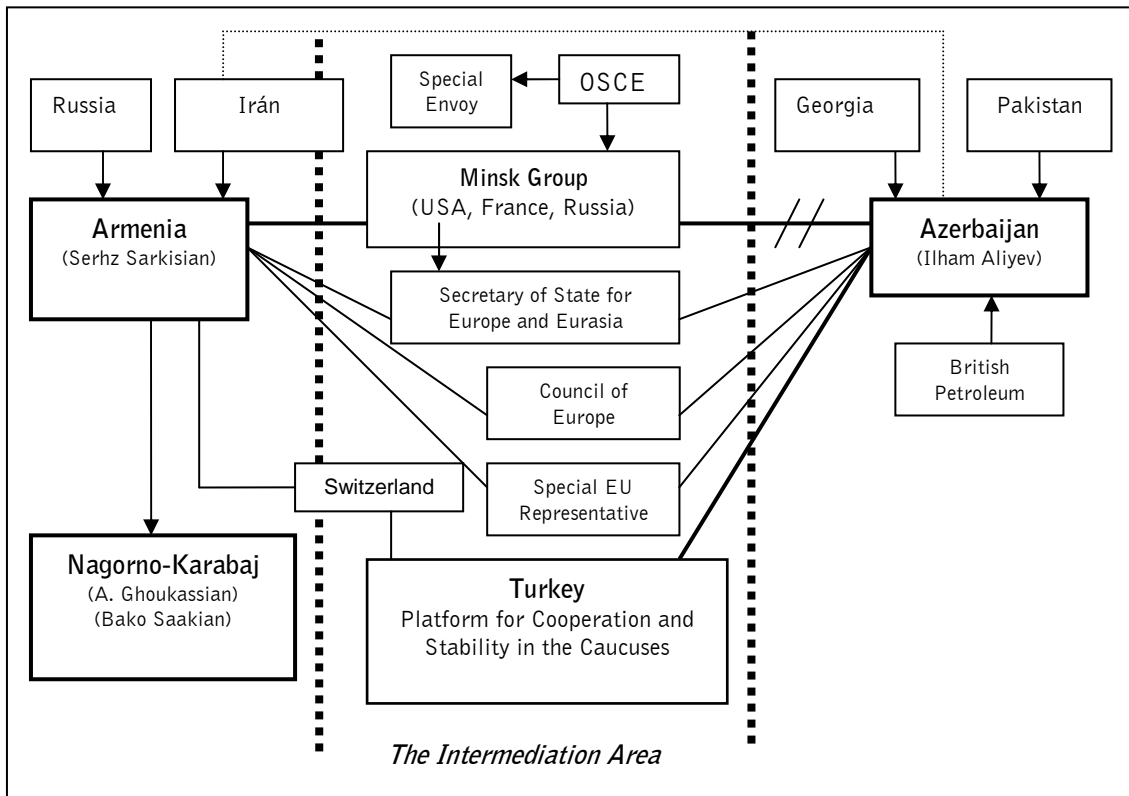 Russia
Irán
Special
Envoy
OSCE
Georgia
Pakistan
Minsk Group
(USA, France, Russia)
Armenia
(Serhz Sarkisian)
Azerbaijan
(Ilham Aliyev)
Secretary of State for
Europe and Eurasia
Council of
Europe
British
Petroleum
Switzerland
Special EU
Representative
Nagorno-Karabaj
(A. Ghoukassian)
(Bako Saakian)
Turkey
Platform for Cooperation and
Stability in the Caucuses
The Intermediation Area